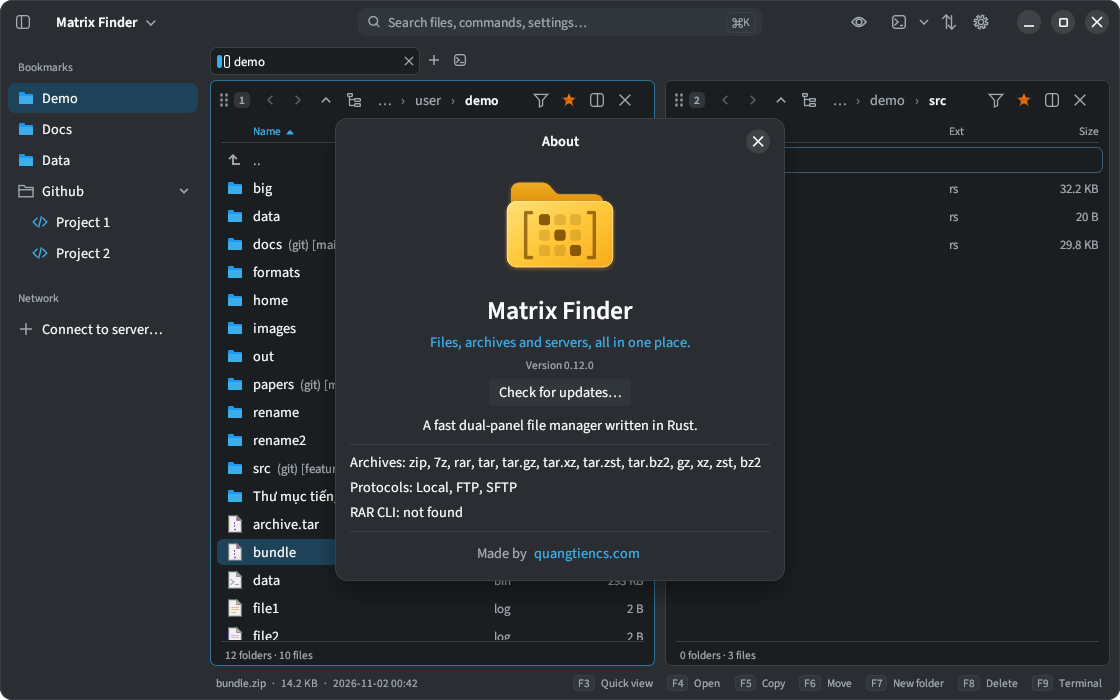 Matrix Finder
Search files, commands, settings…
⌘K
Bookmarks
Demo
Docs
Data
Github
Project 1
Project 2
Network
Connect to server…
demo
1
… › user › demo
Name
..
big
data
docs (git) [mai
formats
home
images
out
papers (git) [m
rename
rename2
src (git) [featur
Thư mục tiến
archive.tar
bundle
data bin 293 KB
file1 log 2 B
file2 log 2 B
12 folders · 10 files
2
… › demo › src
Ext Size
rs 32.2 KB
rs 20 B
rs 29.8 KB
0 folders · 3 files
About
Matrix Finder
Files, archives and servers, all in one place.
Version 0.12.0
Check for updates…
A fast dual-panel file manager written in Rust.
Archives: zip, 7z, rar, tar, tar.gz, tar.xz, tar.zst, tar.bz2, gz, xz, zst, bz2
Protocols: Local, FTP, SFTP
RAR CLI: not found
Made by quangtiencs.com
bundle.zip · 14.2 KB · 2026-11-02 00:42
F3 Quick view F4 Open F5 Copy F6 Move F7 New folder F8 Delete F9 Terminal